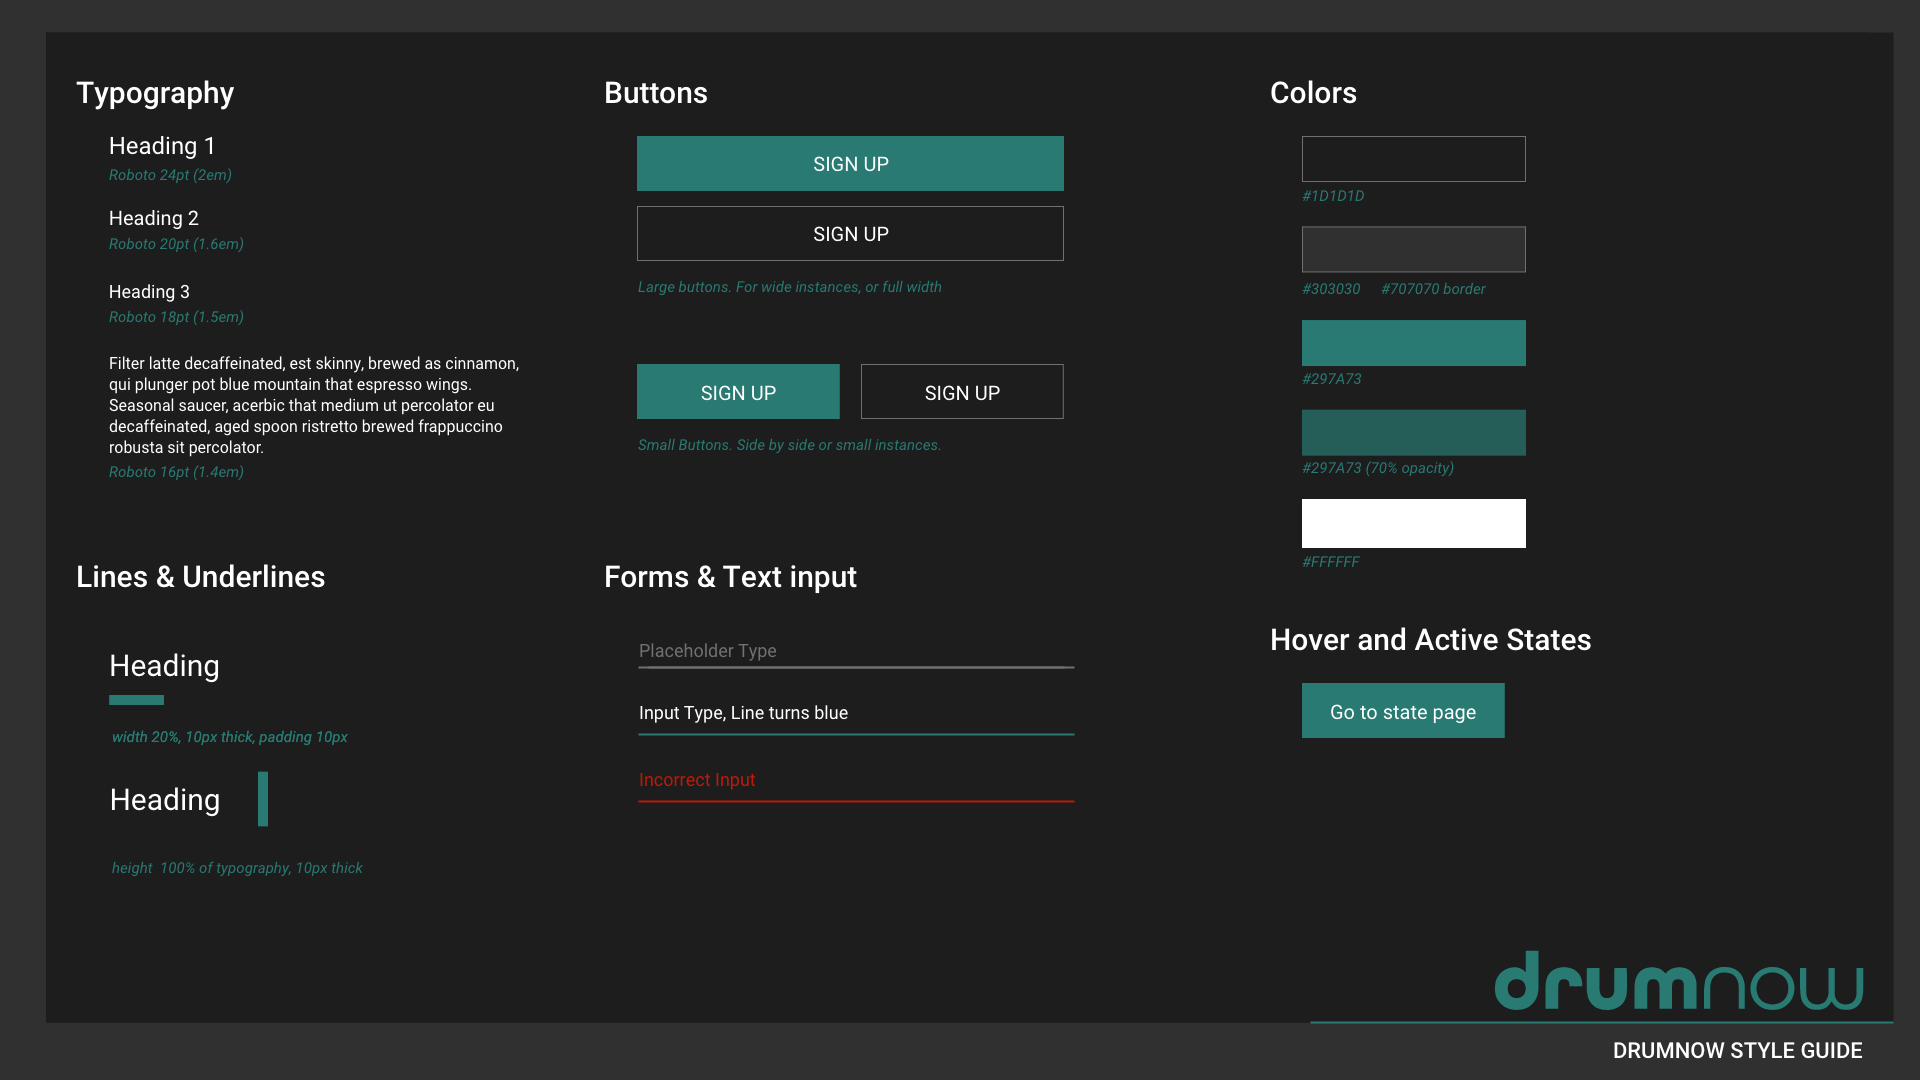 Typography
Heading 1
Roboto 24pt (2em)
Heading 2
Roboto 20pt (1.6em)
Heading 3
Roboto 18pt (1.5em)
Filter latte decaffeinated, est skinny, brewed as cinnamon,
qui plunger pot blue mountain that espresso wings.
Seasonal saucer, acerbic that medium ut percolator eu
decaffeinated, aged spoon ristretto brewed frappuccino
robusta sit percolator.
Roboto 16pt (1.4em)
Lines & Underlines
Heading
width 20%, 10px thick, padding 10px
Heading
height  100% of typography, 10px thick
Buttons
SIGN UP
SIGN UP
Large buttons. For wide instances, or full width
SIGN UP
SIGN UP
Small Buttons. Side by side or small instances.
Forms & Text input
Placeholder Type
Input Type, Line turns blue
Incorrect Input
Colors
#1D1D1D
#303030
#707070 border
#297A73
#297A73 (70% opacity)
#FFFFFF
Hover and Active States
Go to state page
drumnow
DRUMNOW STYLE GUIDE